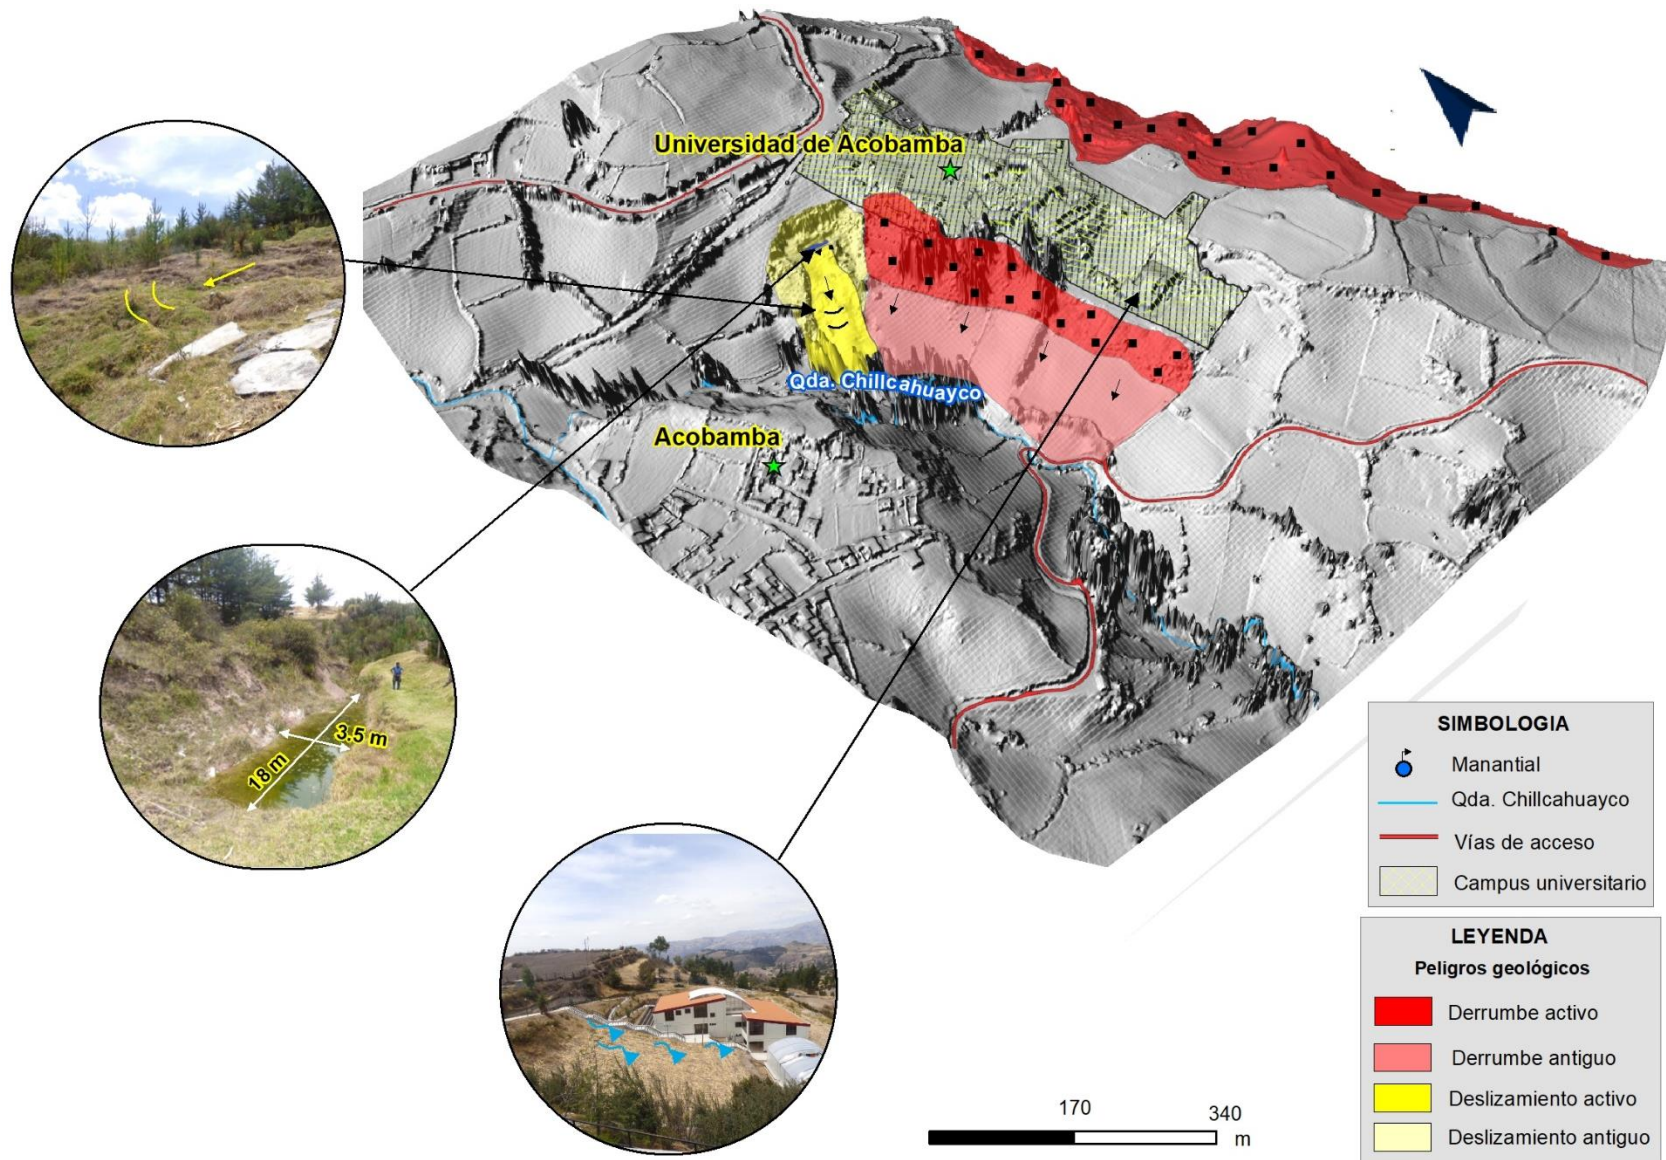 Universidad de Acobamba
Qda. Chillcahuayco
Acobamba
3.5 m
18 m
SIMBOLOGIA
Manantial
Qda. Chillcahuayco
Vías de acceso
Campus universitario
LEYENDA
Peligros geológicos
Derrumbe activo
Derrumbe antiguo
Deslizamiento activo
Deslizamiento antiguo
170
340
m